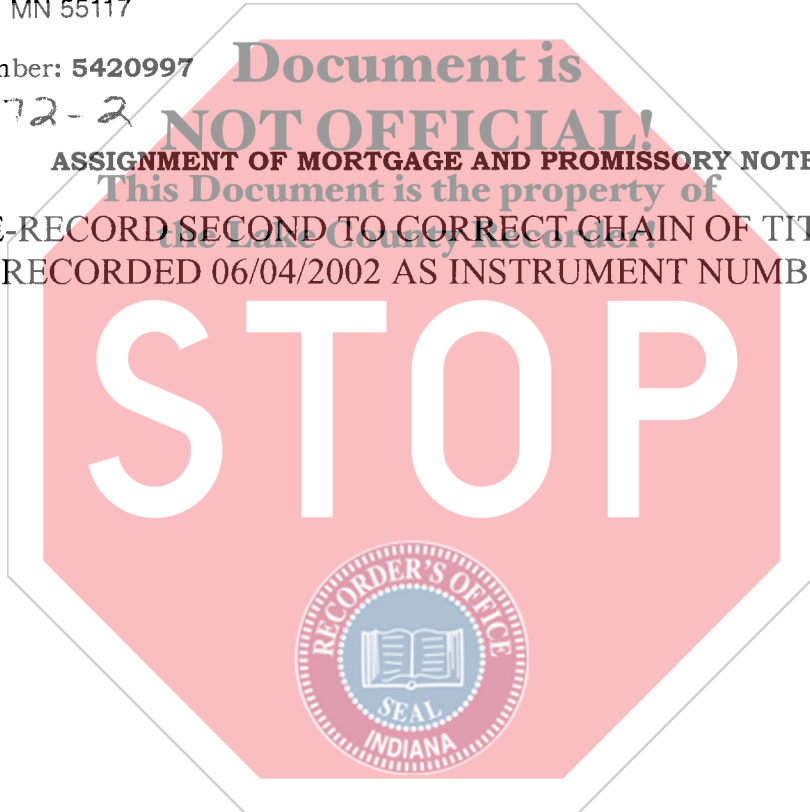 MN 55117
nber: 5420997
Document is
72-2
NOT OFFICIAL!
ASSIGNMENT OF MORTGAGE AND PROMISSORY NOTE
This Document is the property of
E-RECORD SECOND TO CORRECT CHAIN OF TIT
the Lake County Recorder!
RECORDED 06/04/2002 AS INSTRUMENT NUMB
STOP
RECORDER'S OFFICE
SEAL
INDIANA